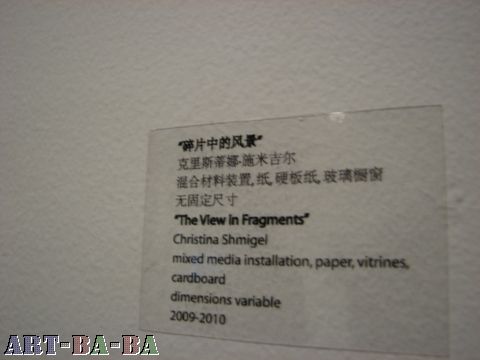 "碎片中的风景"
克里斯蒂娜·施米吉尔
混合材料装置, 纸, 硬板纸, 玻璃橱窗
无固定尺寸
"The View in Fragments"
Christina Shmigel
mixed media installation, paper, vitrines,
cardboard
dimensions variable
2009-2010
ART-BA-BA